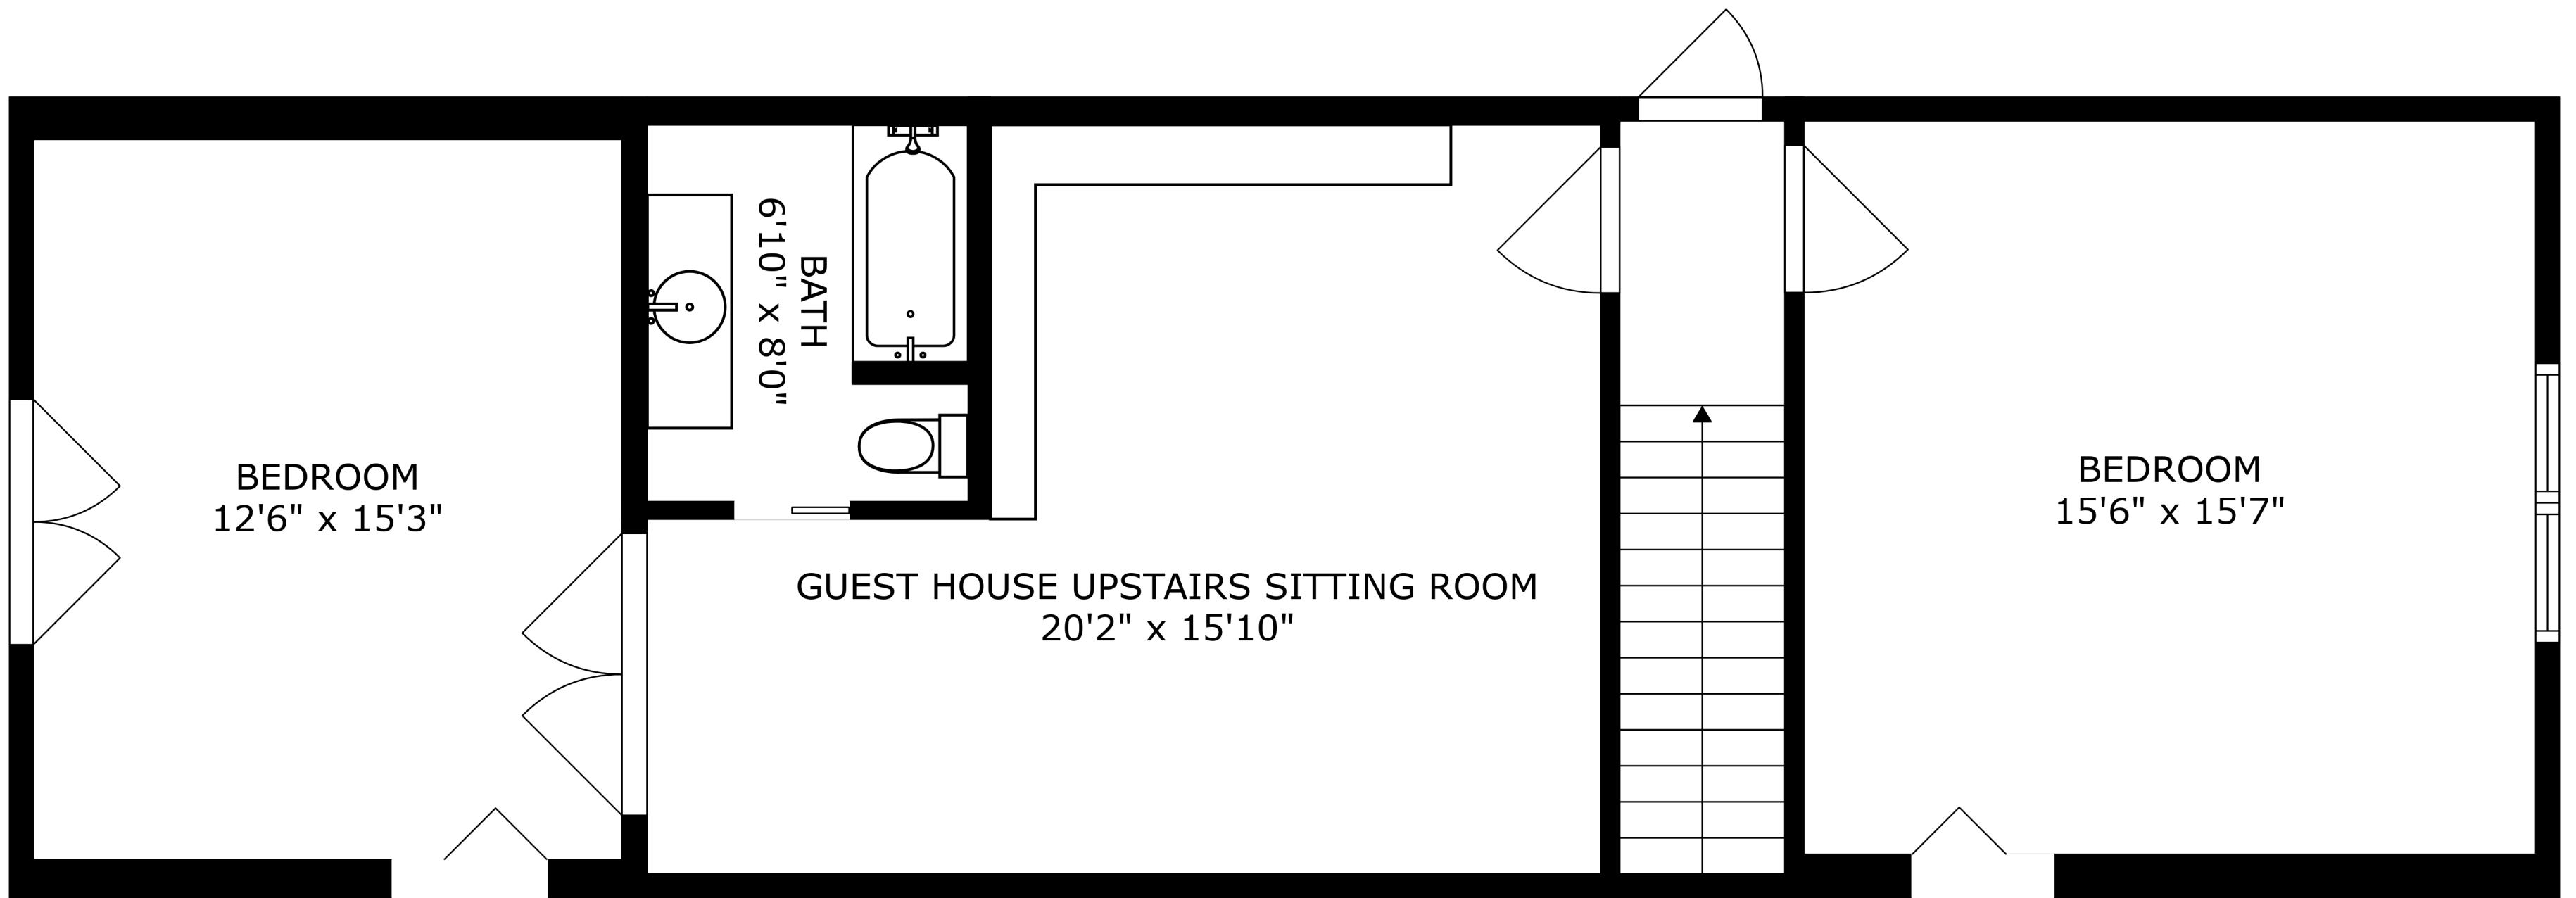 BEDROOM
12'6" x 15'3"
BATH
6'10" x 8'0"
GUEST HOUSE UPSTAIRS SITTING ROOM
20'2" x 15'10"
BEDROOM
15'6" x 15'7"